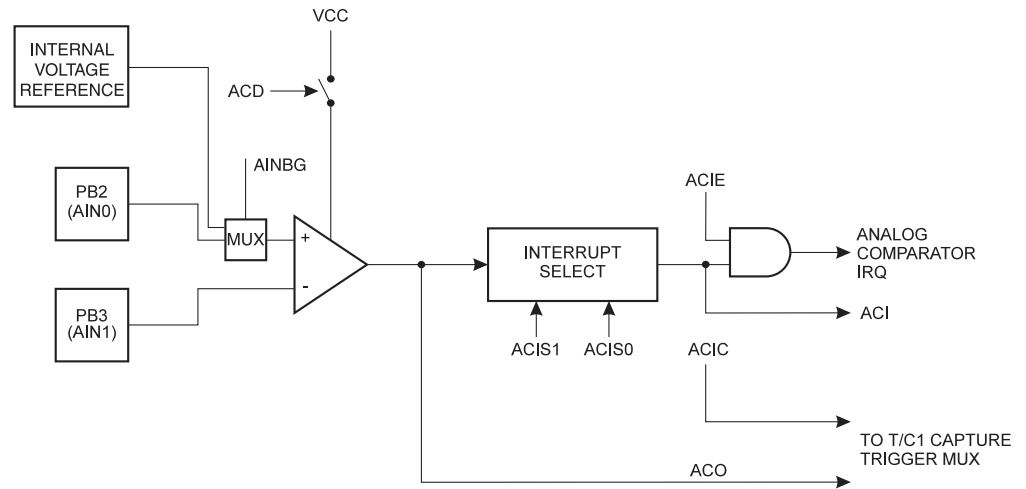 VCC
INTERNAL
VOLTAGE
REFERENCE
ACD
AINBG
PB2
(AIN0)
MUX
+
-
PB3
(AIN1)
INTERRUPT
SELECT
ACIS1
ACIS0
ACIE
ANALOG
COMPARATOR
IRQ
ACI
ACIC
TO T/C1 CAPTURE
TRIGGER MUX
ACO